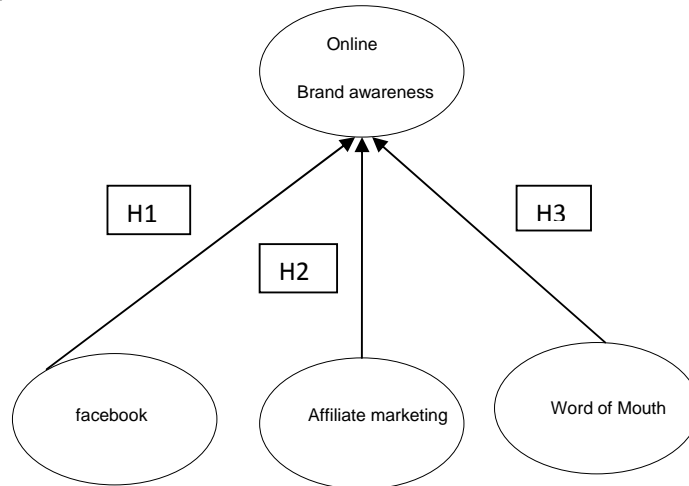 Online
Brand awareness
H1
H3
H2
facebook
Affiliate marketing
Word of Mouth